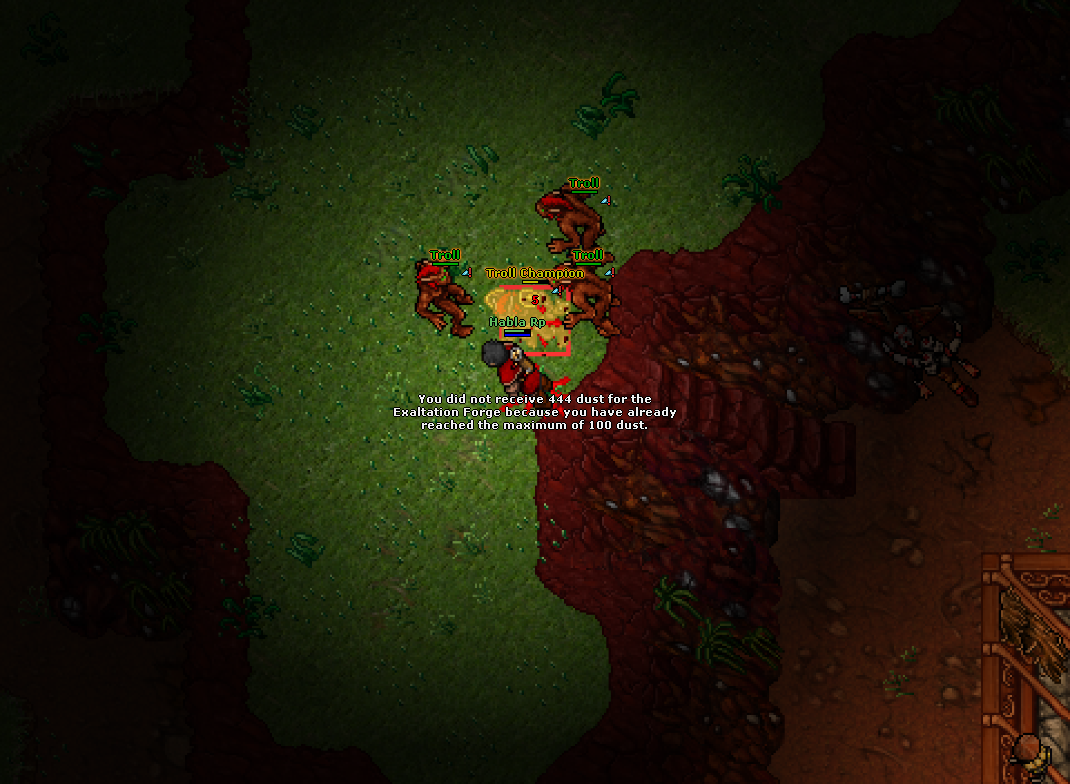 Troll
Troll
Troll
Troll Champion
Habla Rp
You did not receive 444 dust for the
Exaltation Forge because you have already
reached the maximum of 100 dust.